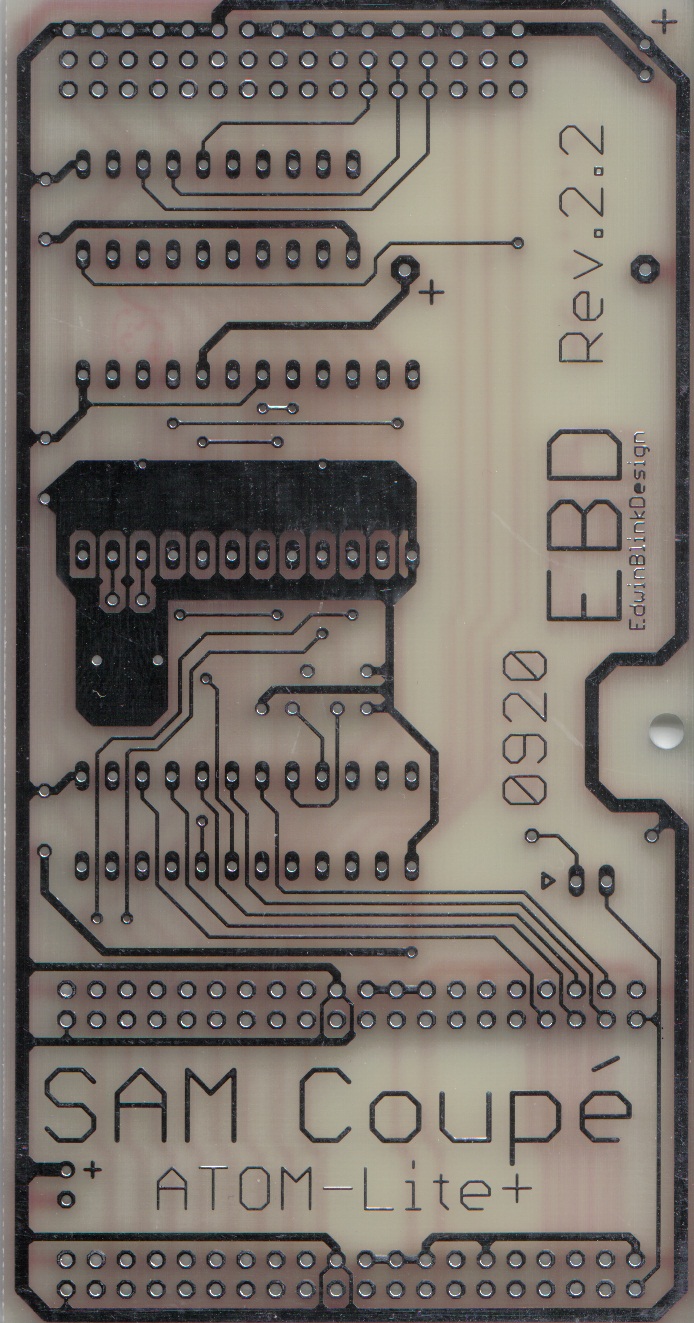 +
Rev.2.2
+
EBD
EdwinBlinkDesign
0920
SAM Coupé
+
ATOM-Lite+